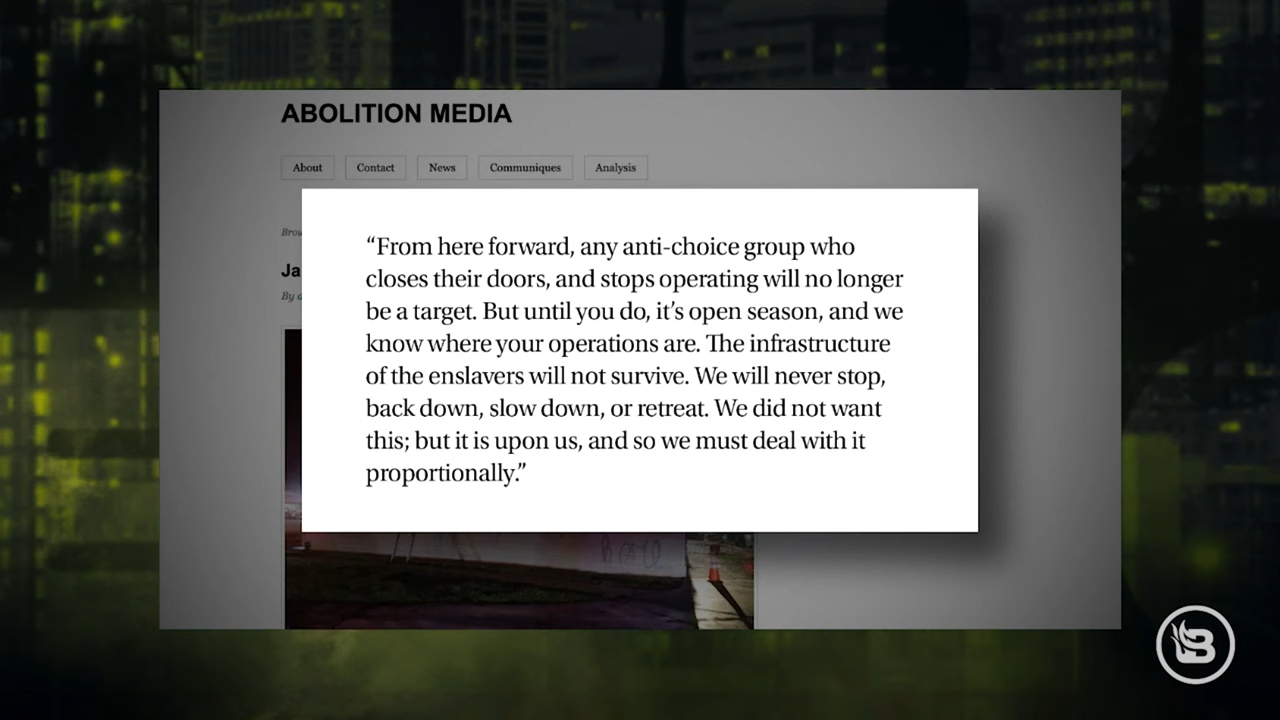 ABOLITION MEDIA
About Contact News Communiques Analysis
“From here forward, any anti-choice group who
closes their doors, and stops operating will no longer
be a target. But until you do, it’s open season, and we
know where your operations are. The infrastructure
of the enslavers will not survive. We will never stop,
back down, slow down, or retreat. We did not want
this; but it is upon us, and so we must deal with it
proportionally.”
B